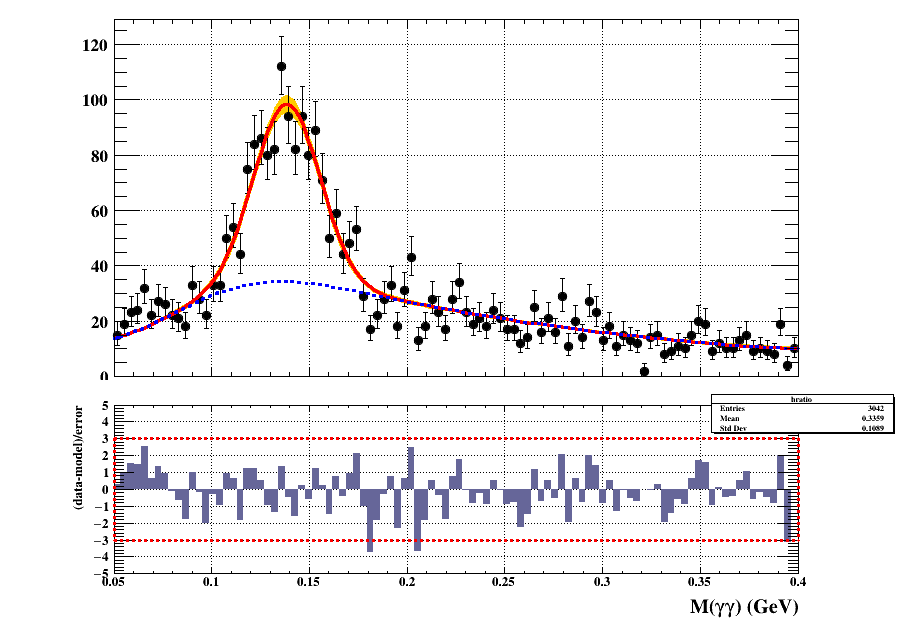 120
100
80
60
40
20
0
(data-model)/error
5
4
3
2
1
0
−1
−2
−3
−4
−5
hratio
Entries 3042
Mean 0.3359
Std Dev 0.1089
0.05 0.1 0.15 0.2 0.25 0.3 0.35 0.4
M(γγ) (GeV)